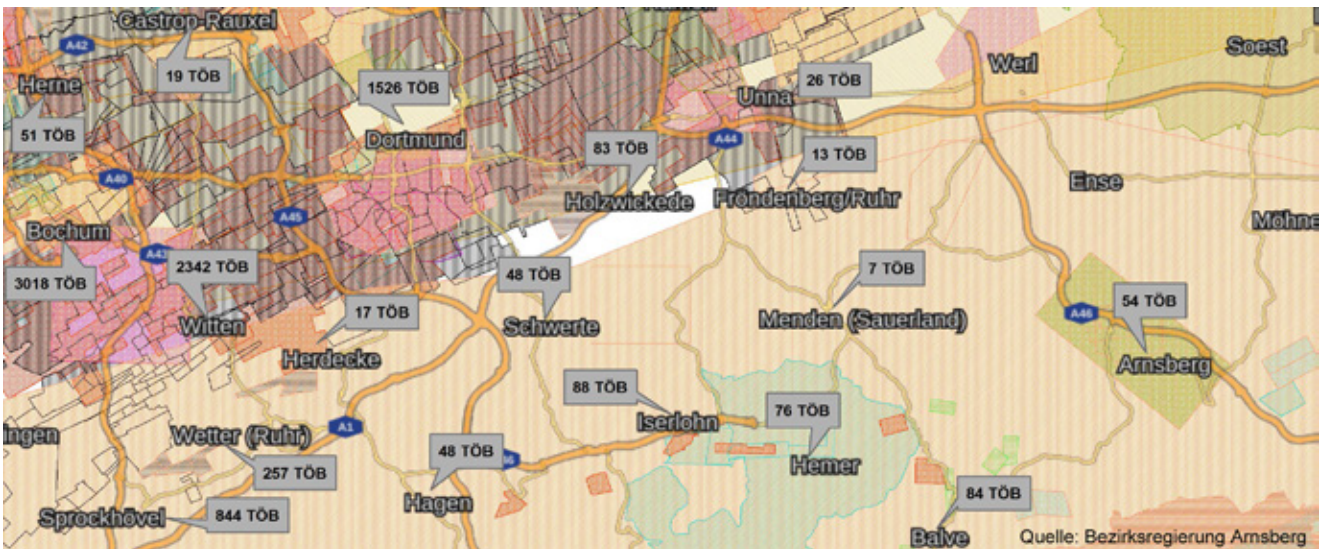 Castrop-Rauxel
A42
Werl
Soest
19 TÖB
Herne
1526 TÖB
26 TÖB
Unna
51 TÖB
Dortmund
A44
83 TÖB
13 TÖB
A40
Ense
Holzwickede
Fröndenberg/Ruhr
A45
Möhne
Bochum
A43
2342 TÖB
48 TÖB
7 TÖB
3018 TÖB
54 TÖB
17 TÖB
A46
Witten
Schwerte
Menden (Sauerland)
Herdecke
Arnsberg
88 TÖB
76 TÖB
Iserlohn
A1
ingen
Wetter (Ruhr)
48 TÖB
Hemer
257 TÖB
84 TÖB
Hagen
844 TÖB
Sprockhövel
Balve
Quelle: Bezirksregierung Arnsberg